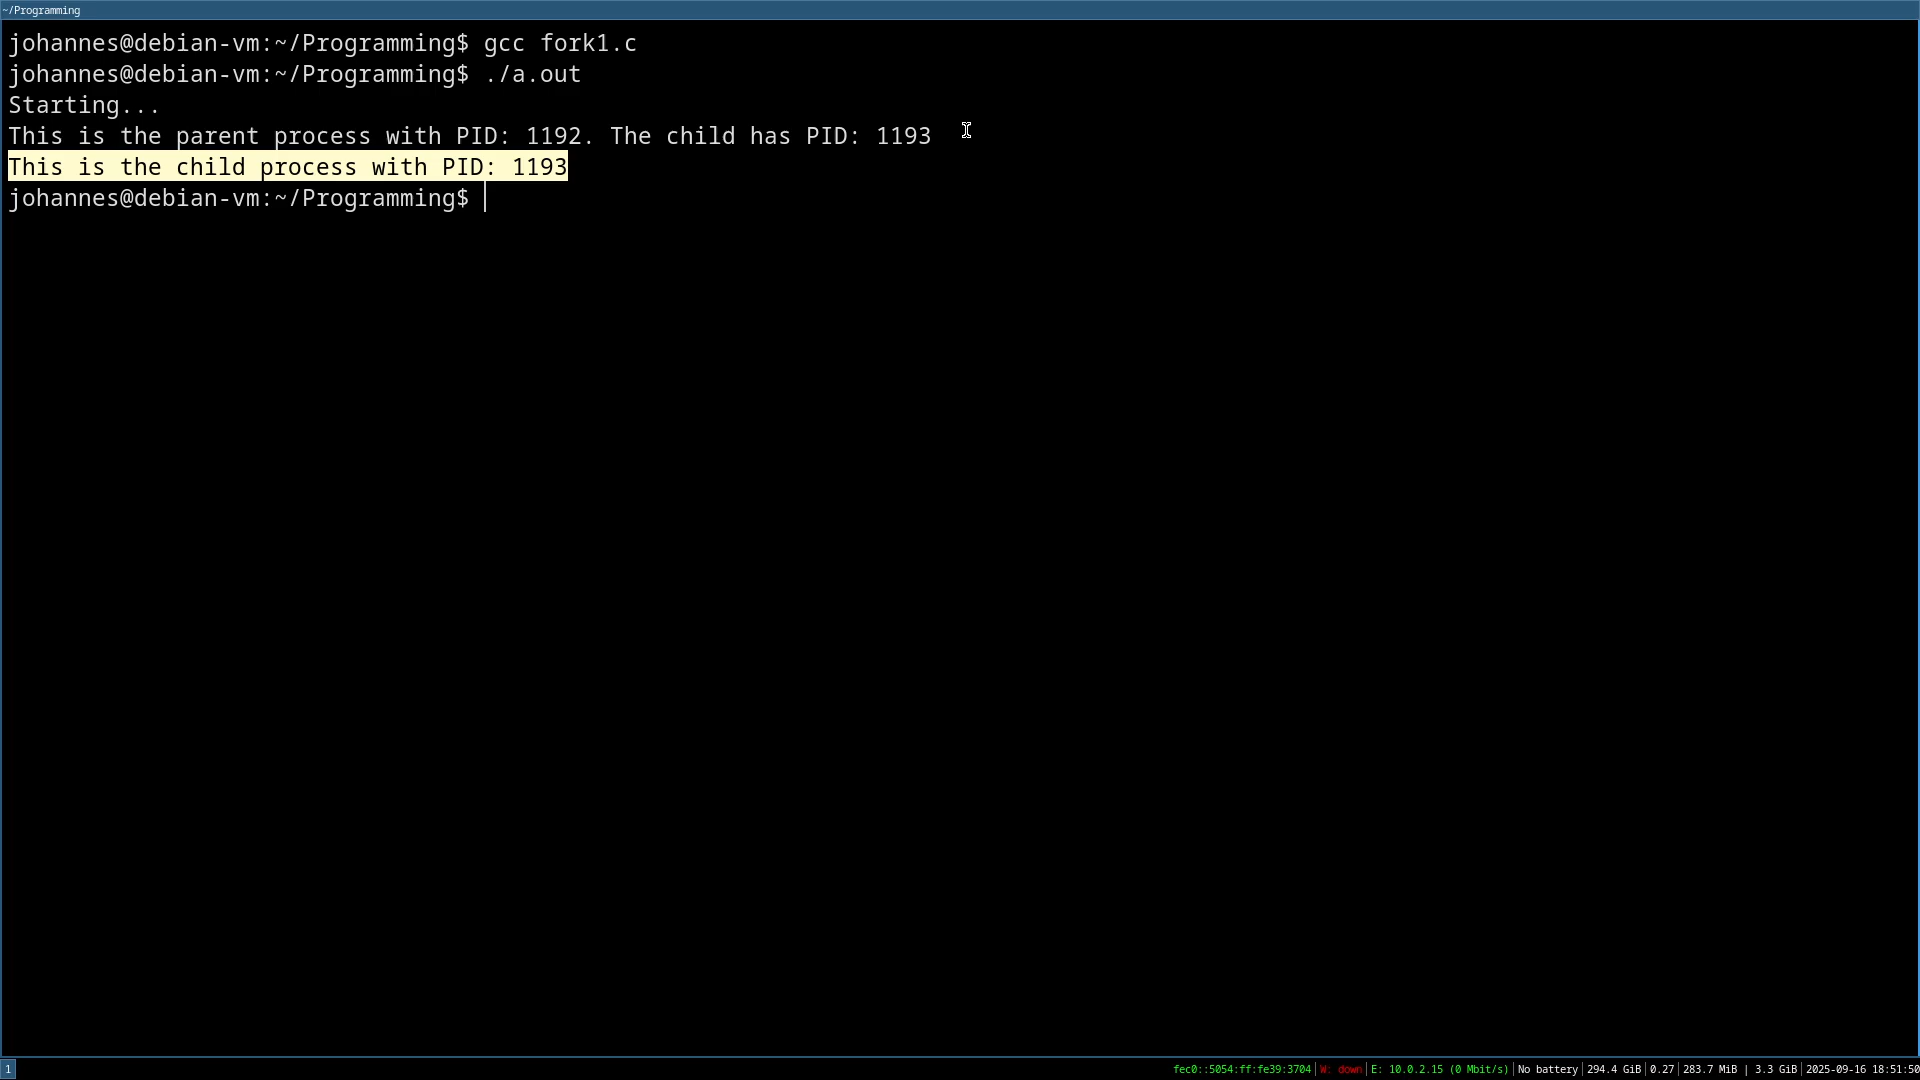 ~/Programming
johannes@debian-vm:~/Programming$ gcc fork1.c
johannes@debian-vm:~/Programming$ ./a.out
Starting...
This is the parent process with PID: 1192. The child has PID: 1193
This is the child process with PID: 1193
johannes@debian-vm:~/Programming$
1 fec0::5054:ff:fe39:3704 | W: down | E: 10.0.2.15 (0 Mbit/s) | No battery | 294.4 GiB | 0.27 | 283.7 MiB | 3.3 GiB | 2025-09-16 18:51:50